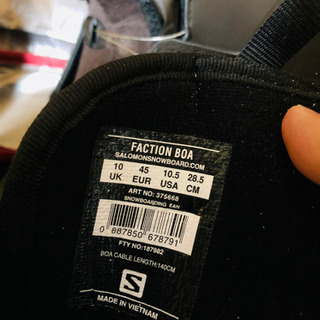 FACTION BOA
SALOMONSNOWBOARD.COM
10 45 10.5 28.5
UK EUR USA CM
ART NO: 375668
SNOWBOARDING EAN
0 887850 678791
FTY NO:187982
BOA CABLE LENGTH:140CM
S
MADE IN VIETNAM